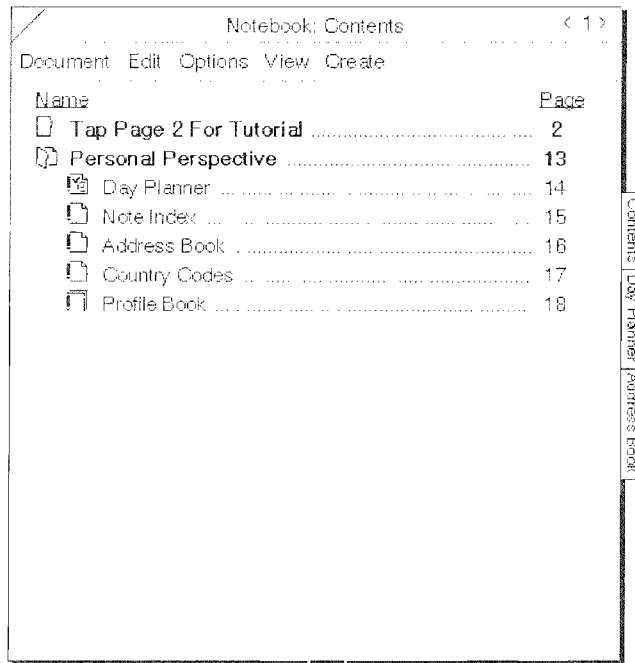 Notebook: Contents < 1 >
Document Edit Options View Create
Name Page
Tap Page 2 For Tutorial 2
Personal Perspective 13
Day Planner 14
Note Index 15
Address Book 16
Country Codes 17
Profile Book 18
Contents
Day Planner
Address Book